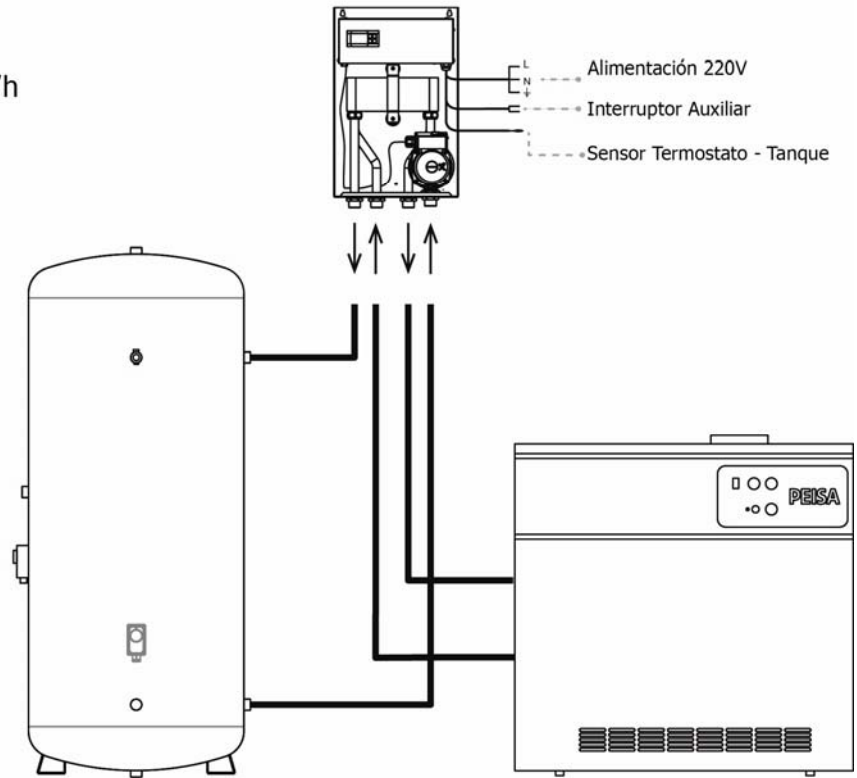 L
Alimentación 220V
N
Interruptor Auxiliar
Sensor Termostato - Tanque
PEISA